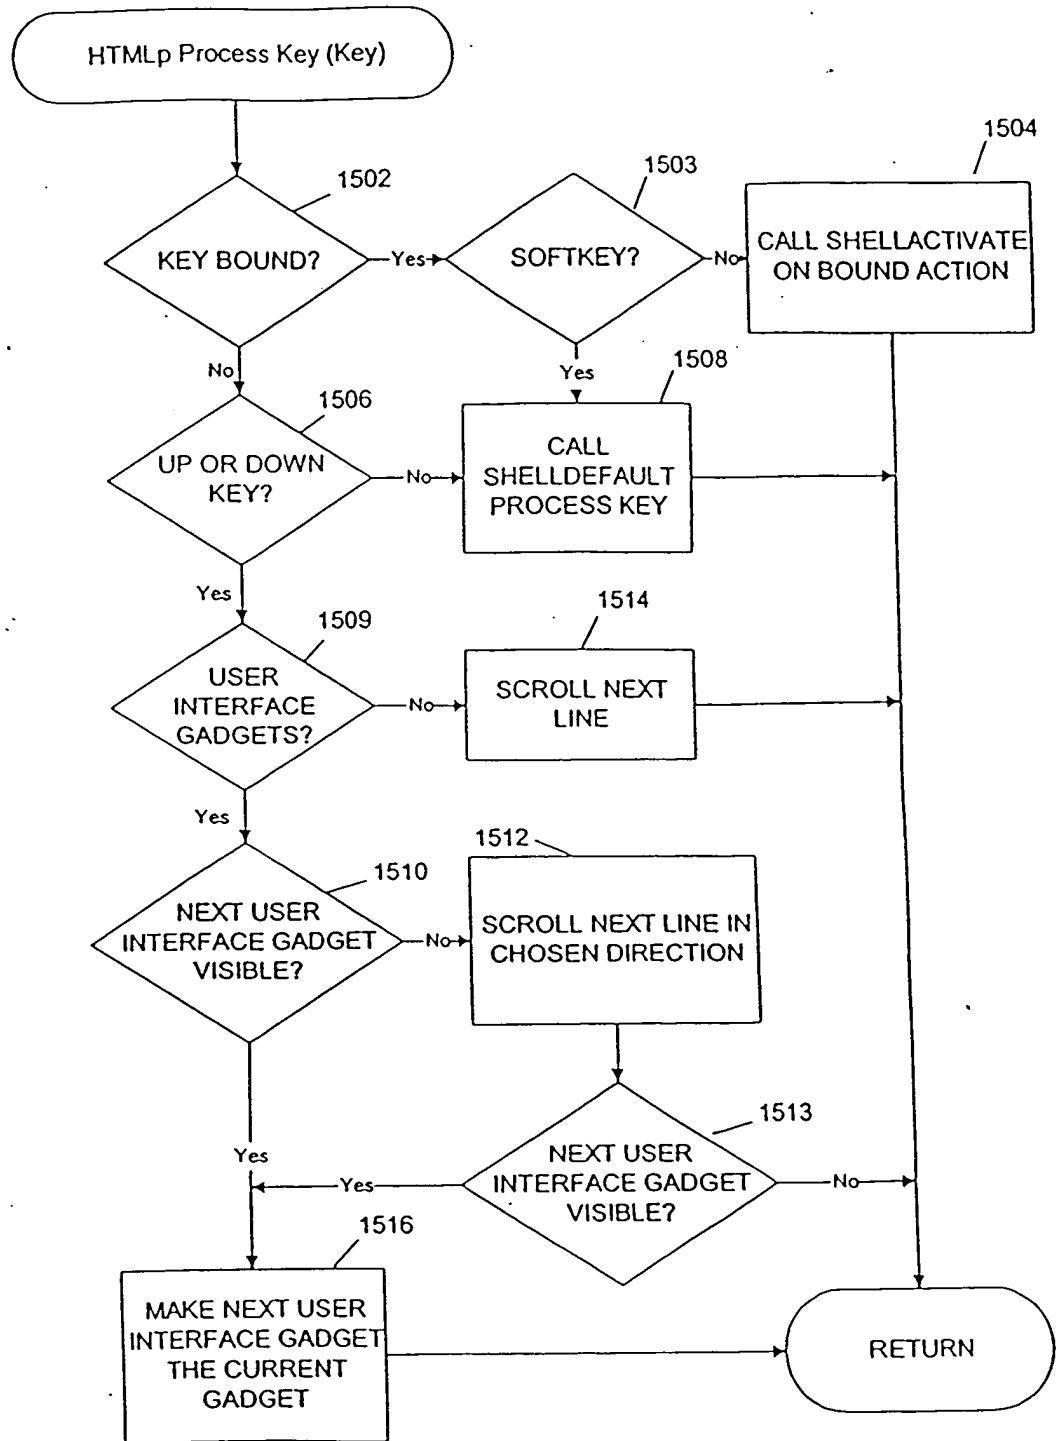 HTMLp Process Key (Key)
1502
KEY BOUND?
Yes
1503
SOFTKEY?
No
1504
CALL SHELLACTIVATE
ON BOUND ACTION
No
Yes
1506
UP OR DOWN
KEY?
No
1508
CALL
SHELLDEFAULT
PROCESS KEY
Yes
1509
USER
INTERFACE
GADGETS?
No
1514
SCROLL NEXT
LINE
Yes
1510
NEXT USER
INTERFACE GADGET
VISIBLE?
No
1512
SCROLL NEXT LINE IN
CHOSEN DIRECTION
Yes
1513
NEXT USER
INTERFACE GADGET
VISIBLE?
Yes
No
1516
MAKE NEXT USER
INTERFACE GADGET
THE CURRENT
GADGET
RETURN